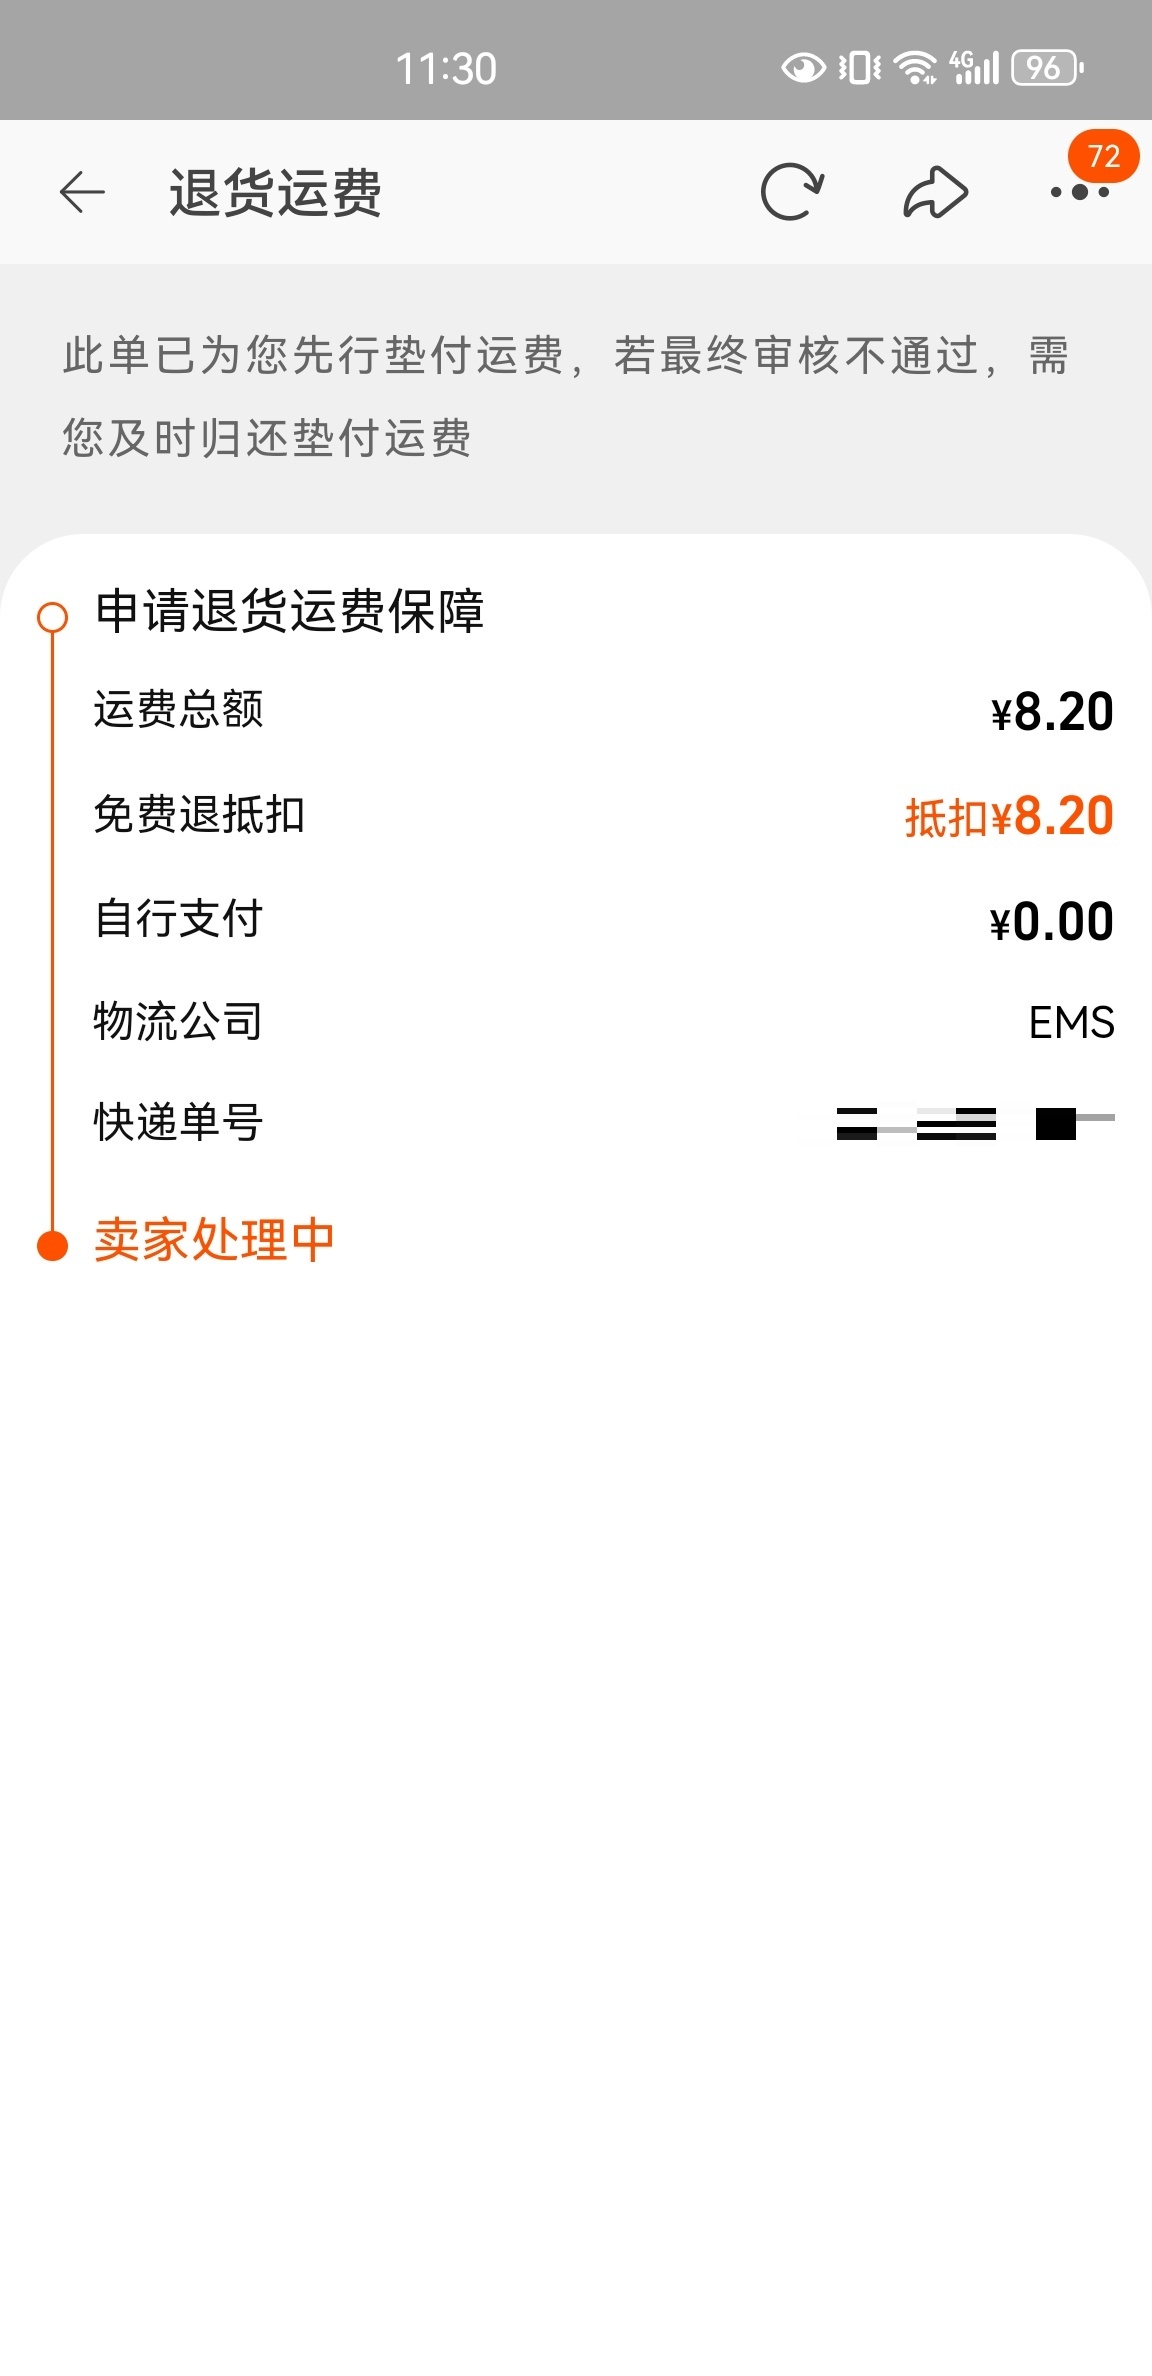 11:30
4G
96
72
退货运费
此单已为您先行垫付运费，若最终审核不通过，需
您及时归还垫付运费
申请退货运费保障
运费总额 ¥8.20
免费退抵扣 抵扣¥8.20
自行支付 ¥0.00
物流公司 EMS
快递单号
卖家处理中